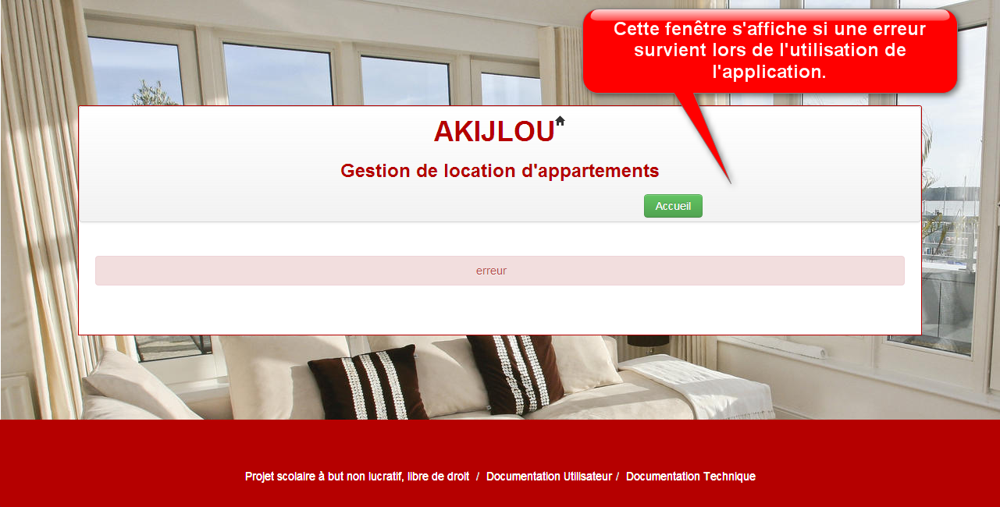 Cette fenêtre s'affiche si une erreur
survient lors de l'utilisation de
l'application.
AKIJLOU
Gestion de location d'appartements
Accueil
erreur
Projet scolaire à but non lucratif, libre de droit / Documentation Utilisateur / Documentation Technique